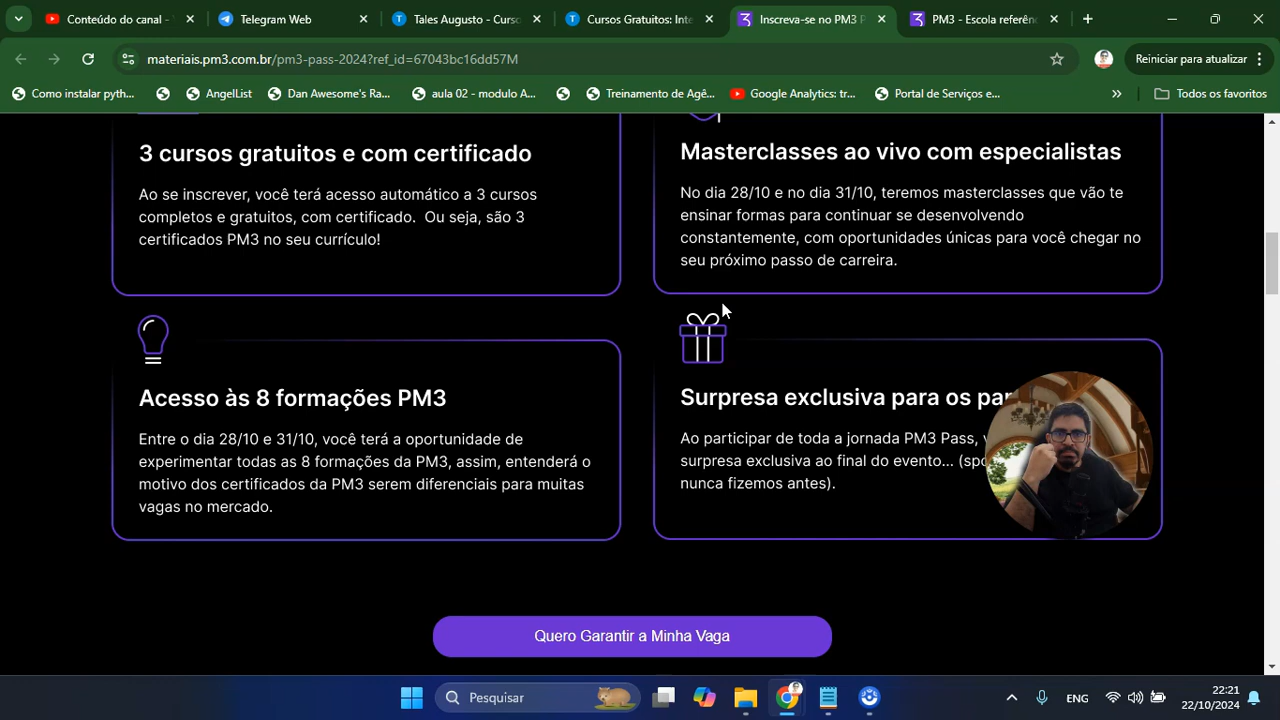 Conteúdo do canal -
Telegram Web
Tales Augusto - Curso
Cursos Gratuitos: Inte
Inscreva-se no PM3 P
PM3 - Escola referênc
materiais.pm3.com.br/pm3-pass-2024?ref_id=67043bc16dd57M
Reiniciar para atualizar
Como instalar pyth...
AngelList
Dan Awesome's Ra...
aula 02 - modulo A...
Treinamento de Agê...
Google Analytics: tr...
Portal de Serviços e...
»
Todos os favoritos
3 cursos gratuitos e com certificado
Ao se inscrever, você terá acesso automático a 3 cursos
completos e gratuitos, com certificado. Ou seja, são 3
certificados PM3 no seu currículo!
Masterclasses ao vivo com especialistas
No dia 28/10 e no dia 31/10, teremos masterclasses que vão te
ensinar formas para continuar se desenvolvendo
constantemente, com oportunidades únicas para você chegar no
seu próximo passo de carreira.
Acesso às 8 formações PM3
Entre o dia 28/10 e 31/10, você terá a oportunidade de
experimentar todas as 8 formações da PM3, assim, entenderá o
motivo dos certificados da PM3 serem diferenciais para muitas
vagas no mercado.
Surpresa exclusiva para os par
Ao participar de toda a jornada PM3 Pass, v
surpresa exclusiva ao final do evento... (spo
nunca fizemos antes).
Quero Garantir a Minha Vaga
Pesquisar
ENG
22:21
22/10/2024